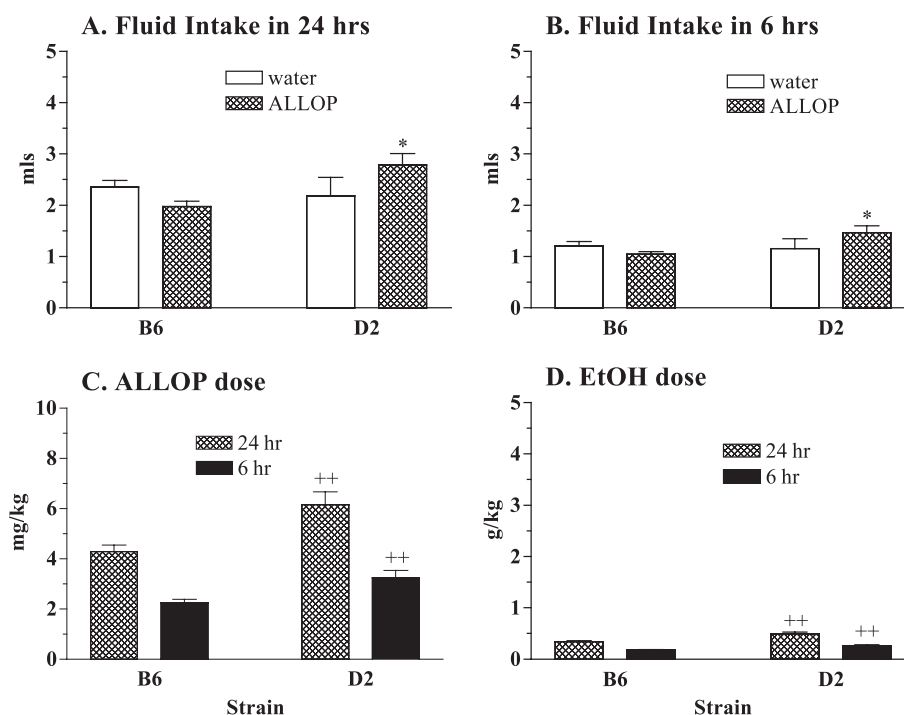 A. Fluid Intake in 24 hrs
5
4
3
2
1
0
mls
water
ALLOP
*
B6
D2
B. Fluid Intake in 6 hrs
5
4
3
2
1
0
mls
water
ALLOP
*
B6
D2
C. ALLOP dose
10
8
6
4
2
0
mg/kg
24 hr
6 hr
++
++
B6
D2
Strain
D. EtOH dose
5
4
3
2
1
0
g/kg
24 hr
6 hr
++
++
B6
D2
Strain